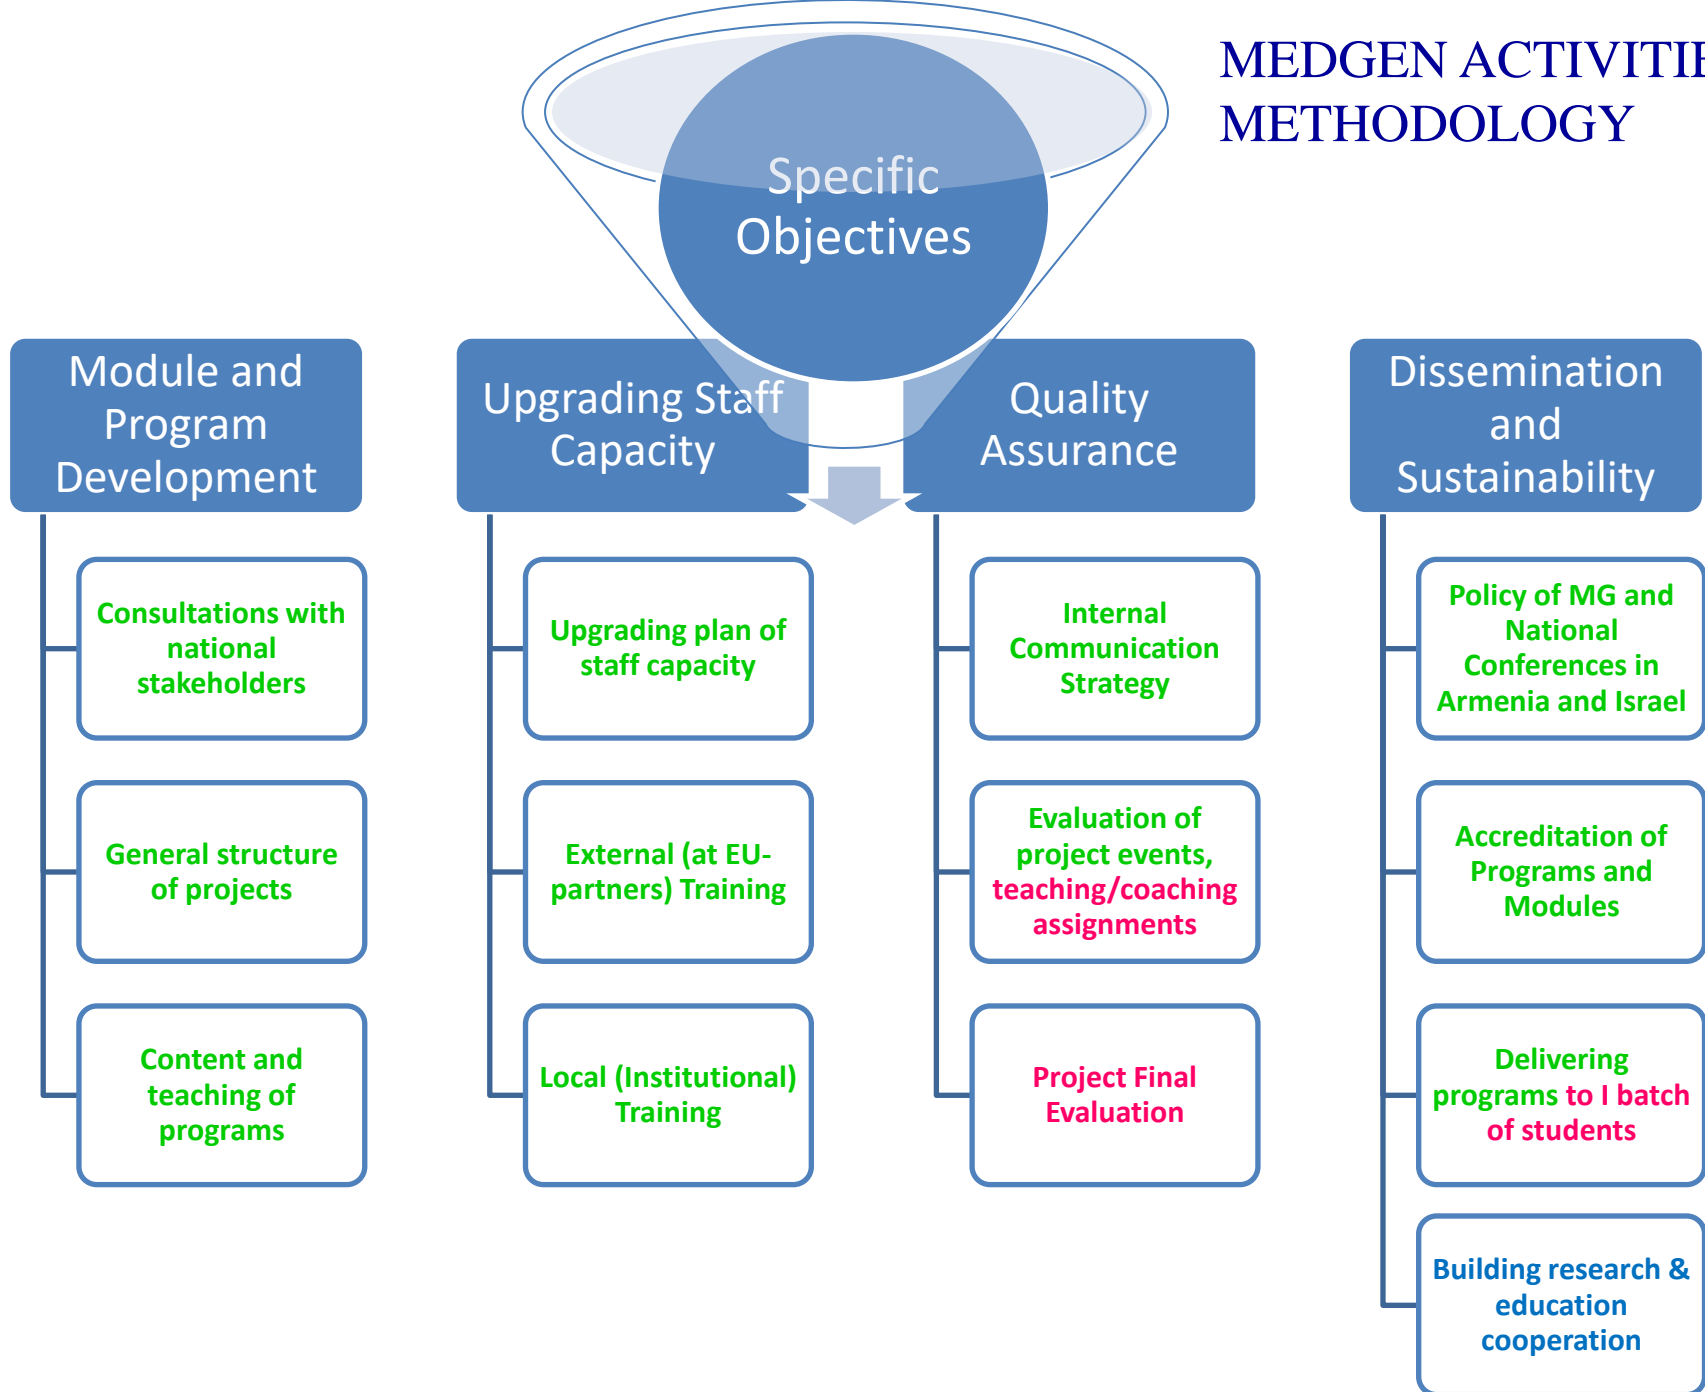 MEDGEN ACTIVITIE
METHODOLOGY
Specific
Objectives
Module and
Program
Development
Consultations with
national
stakeholders
General structure
of projects
Content and
teaching of
programs
Upgrading Staff
Capacity
Upgrading plan of
staff capacity
External (at EU-
partners) Training
Local (Institutional)
Training
Quality
Assurance
Internal
Communication
Strategy
Evaluation of
project events,
teaching/coaching
assignments
Project Final
Evaluation
Dissemination
and
Sustainability
Policy of MG and
National
Conferences in
Armenia and Israel
Accreditation of
Programs and
Modules
Delivering
programs to I batch
of students
Building research &
education
cooperation